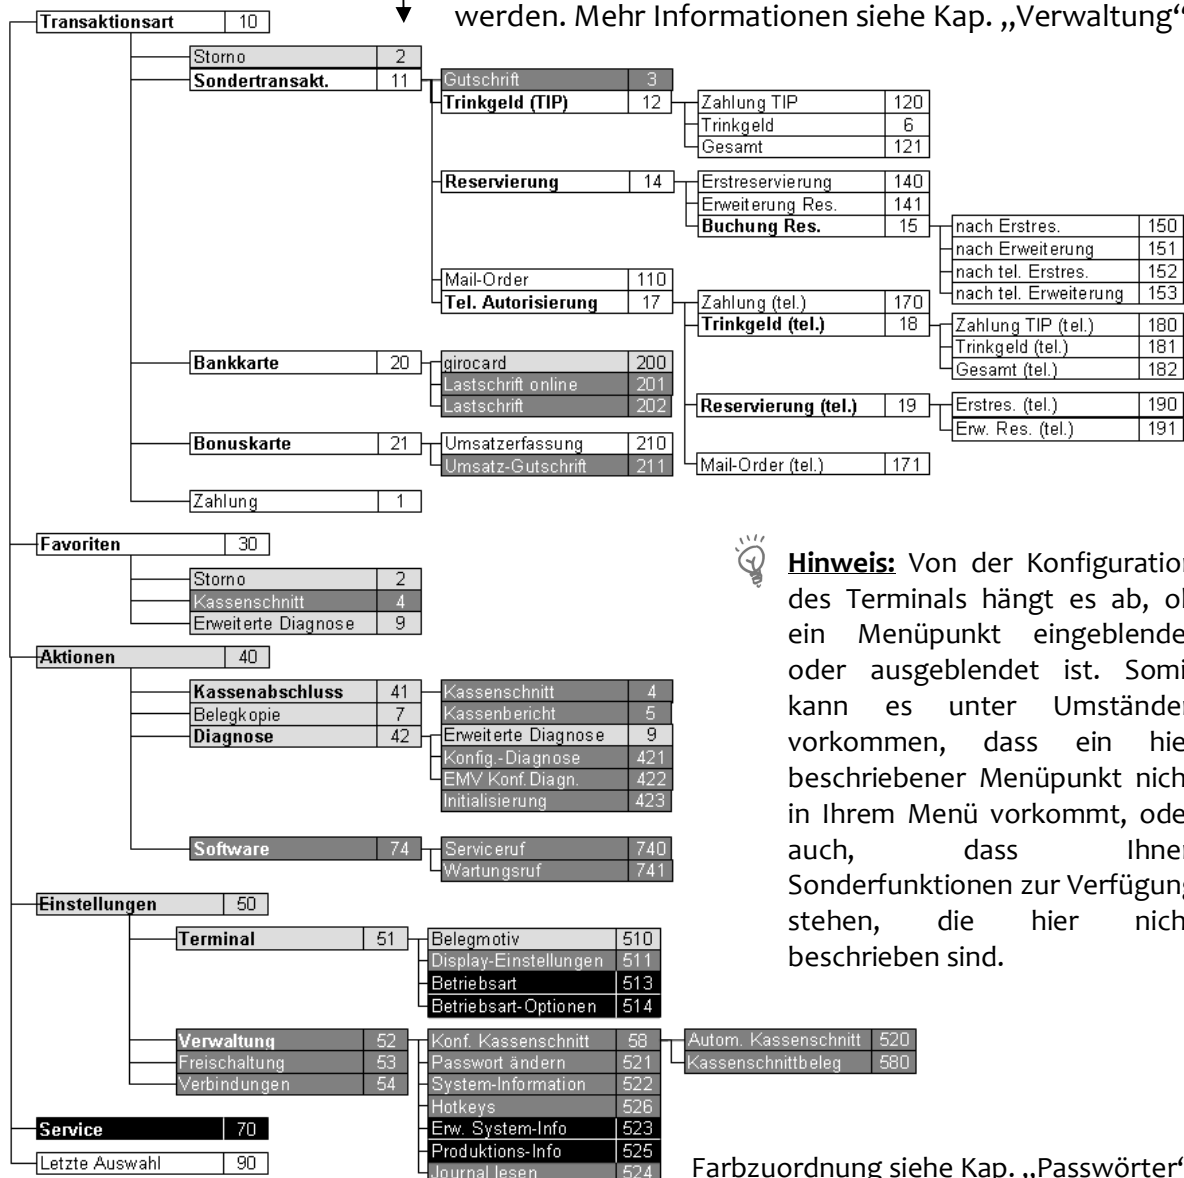 werden. Mehr Informationen siehe Kap. „Verwaltung“
Transaktionsart 10
Storno 2
Sondertransakt. 11
Gutschrift 3
Trinkgeld (TIP) 12
Zahlung TIP 120
Trinkgeld 6
Gesamt 121
Reservierung 14
Erstreservierung 140
Erweiterung Res. 141
Buchung Res. 15
nach Erstres. 150
nach Erweiterung 151
nach tel. Erstres. 152
nach tel. Erweiterung 153
Mail-Order 110
Tel. Autorisierung 17
Zahlung (tel.) 170
Trinkgeld (tel.) 18
Zahlung TIP (tel.) 180
Trinkgeld (tel.) 181
Gesamt (tel.) 182
Reservierung (tel.) 19
Erstres. (tel.) 190
Erw. Res. (tel.) 191
Mail-Order (tel.) 171
Bankkarte 20
girocard 200
Lastschrift online 201
Lastschrift 202
Bonuskarte 21
Umsatzerfassung 210
Umsatz-Gutschrift 211
Zahlung 1
Favoriten 30
Storno 2
Kassenschnitt 4
Erweiterte Diagnose 9
Aktionen 40
Kassenabschluss 41
Kassenschnitt 4
Kassenbericht 5
Belegkopie 7
Diagnose 42
Erweiterte Diagnose 9
Konfig.-Diagnose 421
EMV Konf.Diagn. 422
Initialisierung 423
Software 74
Serviceruf 740
Wartungsruf 741
Einstellungen 50
Terminal 51
Belegmotiv 510
Display-Einstellungen 511
Betriebsart 513
Betriebsart-Optionen 514
Verwaltung 52
Konf. Kassenschnitt 58
Autom. Kassenschnitt 520
Kassenschnittbeleg 580
Passwort ändern 521
System-Information 522
Hotkeys 526
Erw. System-Info 523
Produktions-Info 525
Journal lesen 524
Freischaltung 53
Verbindungen 54
Service 70
Letzte Auswahl 90
Hinweis: Von der Konfiguration
des Terminals hängt es ab, ob
ein Menüpunkt eingeblendet
oder ausgeblendet ist. Somit
kann es unter Umständen
vorkommen, dass ein hier
beschriebener Menüpunkt nicht
in Ihrem Menü vorkommt, oder
auch, dass Ihnen
Sonderfunktionen zur Verfügung
stehen, die hier nicht
beschrieben sind.
Farbzuordnung siehe Kap. „Passwörter“